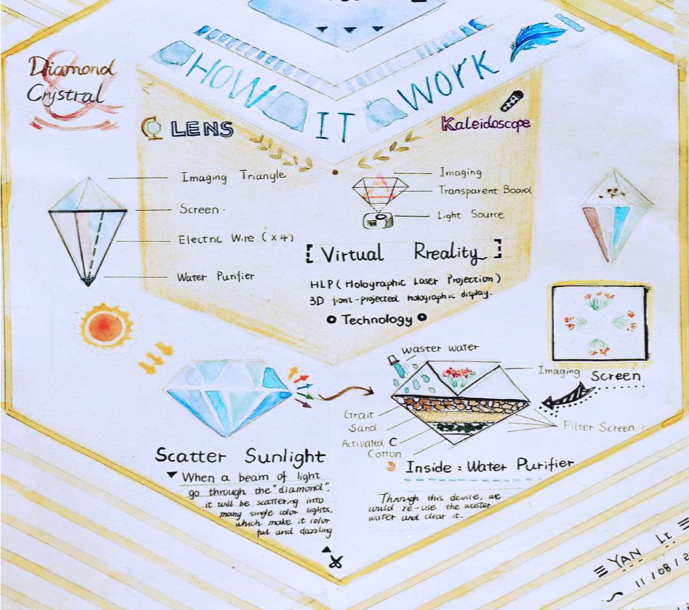 HOW IT WORK
Diamond
&
Crystral
LENS
Kaleidoscope
Imaging Triangle
Screen
Electric Wire (x4)
Water Purifier
Imaging
Transparent Board
Light Source
[Virtual Rreality]
HLP (Holographic Laser Projection)
3D joint-projected holographic display.
Technology
Waster water
Imaging
Screen
Grait
Sand
Activated C
Cotton
Filter Screen
Scatter Sunlight
When a beam of light
go through the "diamond".
it will be scattering into
many single color lights,
which make it color
ful and dazzling
Inside: Water Purifier
Through this device, we
could re-use the waster
water and clear it.
YAN LI
11/08/2